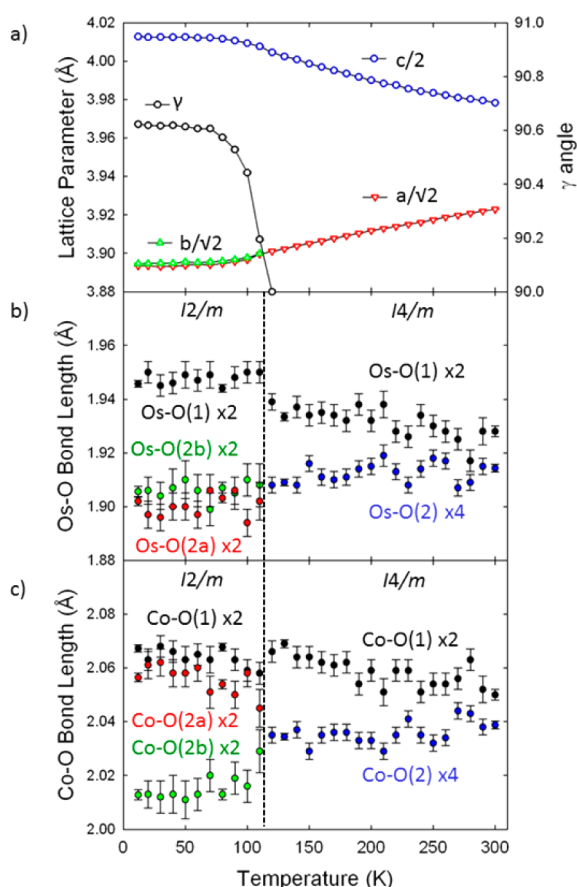 a)
4.02
4.00
3.98
3.96
3.94
3.92
3.90
3.88
Lattice Parameter (Å)
91.0
90.8
90.6
90.4
90.2
90.0
γ angle
c/2
γ
a/√2
b/√2
b)
I2/m
I4/m
1.96
1.94
1.92
1.90
1.88
Os-O Bond Length (Å)
Os-O(1) x2
Os-O(1) x2
Os-O(2b) x2
Os-O(2) x4
Os-O(2a) x2
c)
I2/m
I4/m
2.08
2.06
2.04
2.02
2.00
Co-O Bond Length (Å)
Co-O(1) x2
Co-O(1) x2
Co-O(2a) x2
Co-O(2b) x2
Co-O(2) x4
0 50 100 150 200 250 300
Temperature (K)